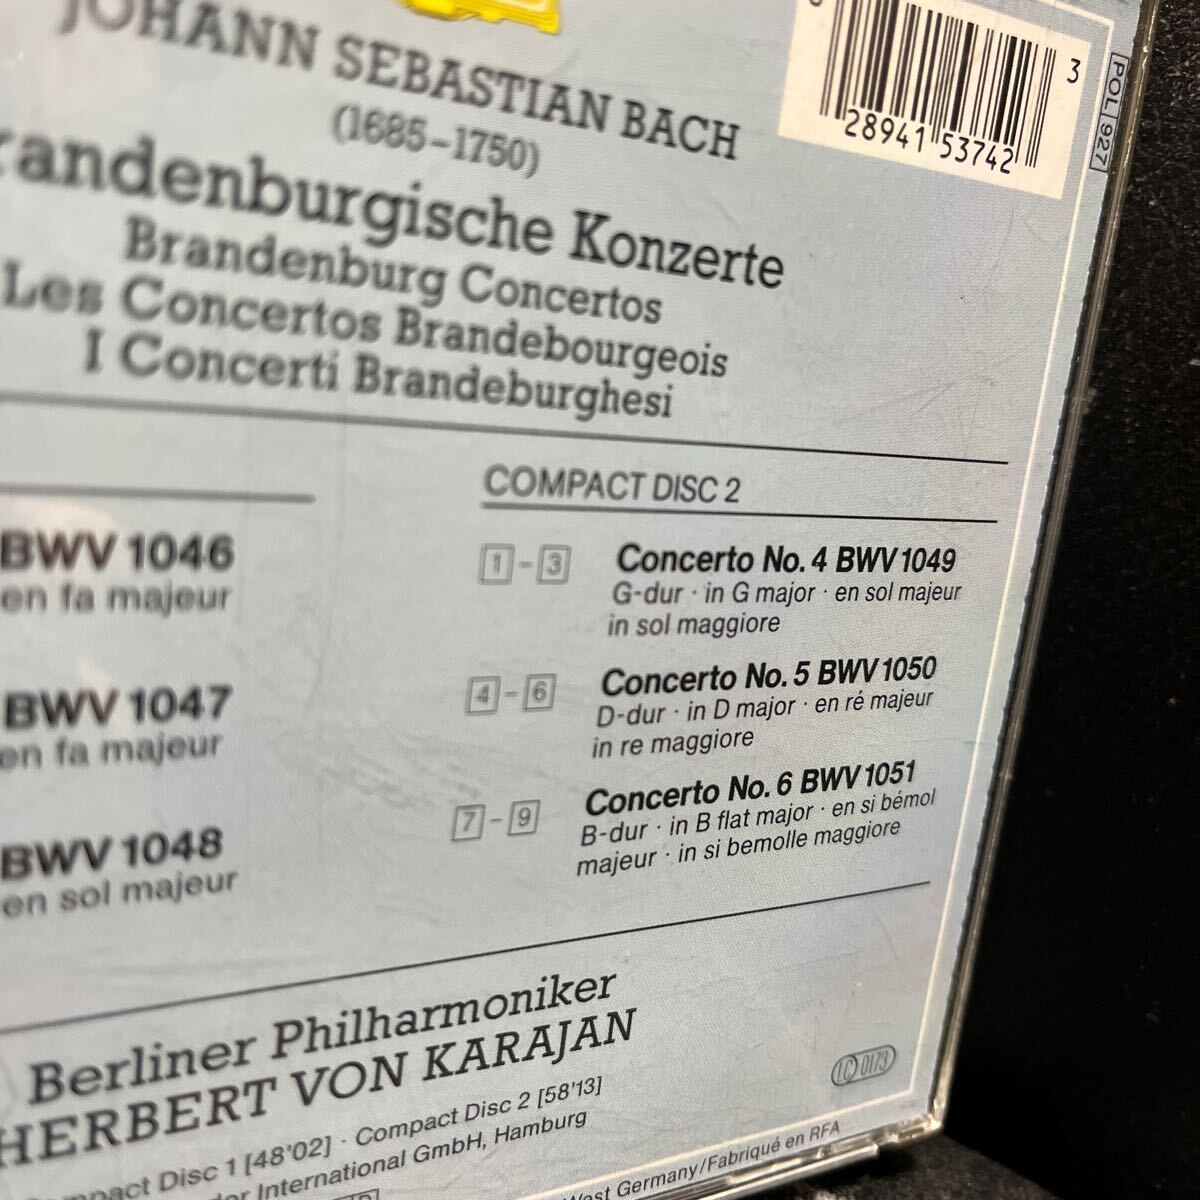 JOHANN SEBASTIAN BACH
(1685–1750)
randenburgische Konzerte
Brandenburg Concertos
Les Concertos Brandebourgeois
I Concerti Brandeburghesi
28941 53742 3
POL 927
BWV 1046
en fa majeur
BWV 1047
en fa majeur
BWV 1048
en sol majeur
COMPACT DISC 2
1 – 3 Concerto No. 4 BWV 1049
G-dur · in G major · en sol majeur
in sol maggiore
4 – 6 Concerto No. 5 BWV 1050
D-dur · in D major · en ré majeur
in re maggiore
7 – 9 Concerto No. 6 BWV 1051
B-dur · in B flat major · en si bémol
majeur · in si bemolle maggiore
Berliner Philharmoniker
HERBERT VON KARAJAN
mpact Disc 1 [48'02] · Compact Disc 2 [58'13]
International GmbH, Hamburg
West Germany/Fabriqué en RFA
LC 0173